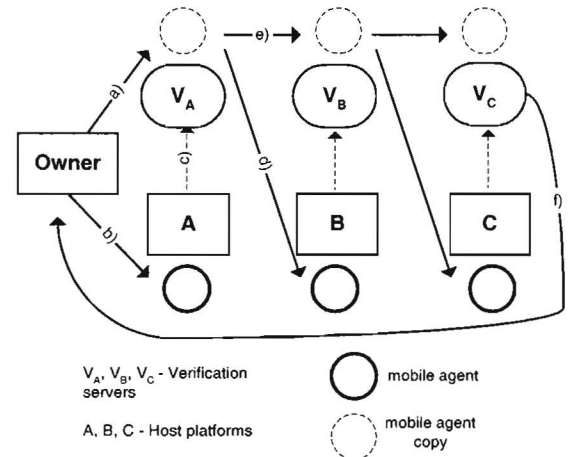 a)
e)
V_A
V_B
V_C
Owner
c)
d)
f)
b)
A
B
C
V_A, V_B, V_C - Verification
servers
mobile agent
A, B, C - Host platforms
mobile agent
copy